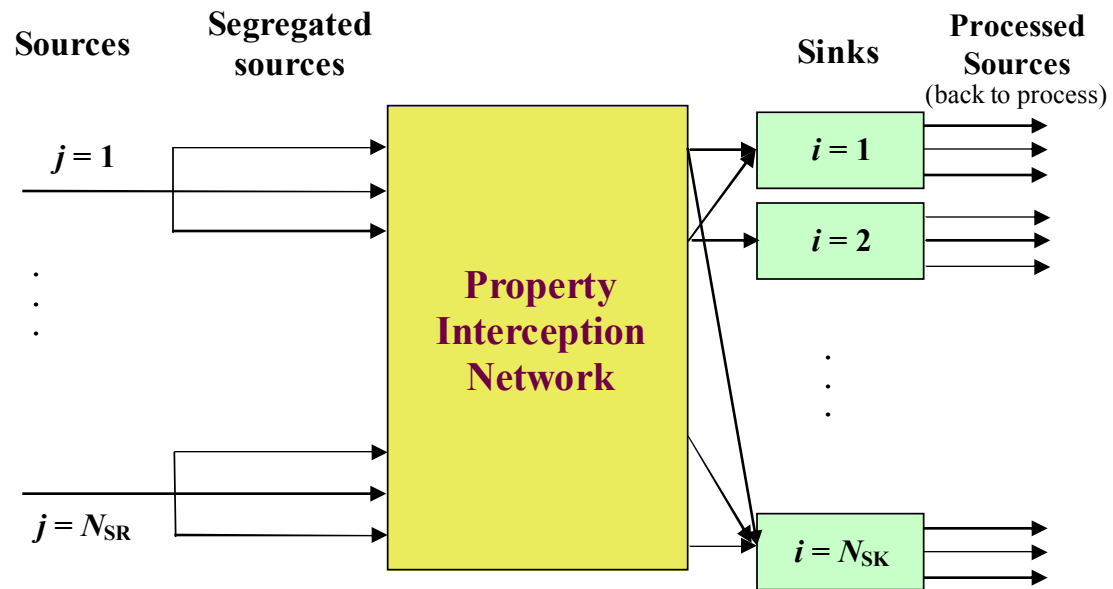 Sources
Segregated
sources
Sinks
Processed
Sources
(back to process)
j = 1
i = 1
i = 2
.
.
.
Property
Interception
Network
.
.
.
j = NSR
i = NSK